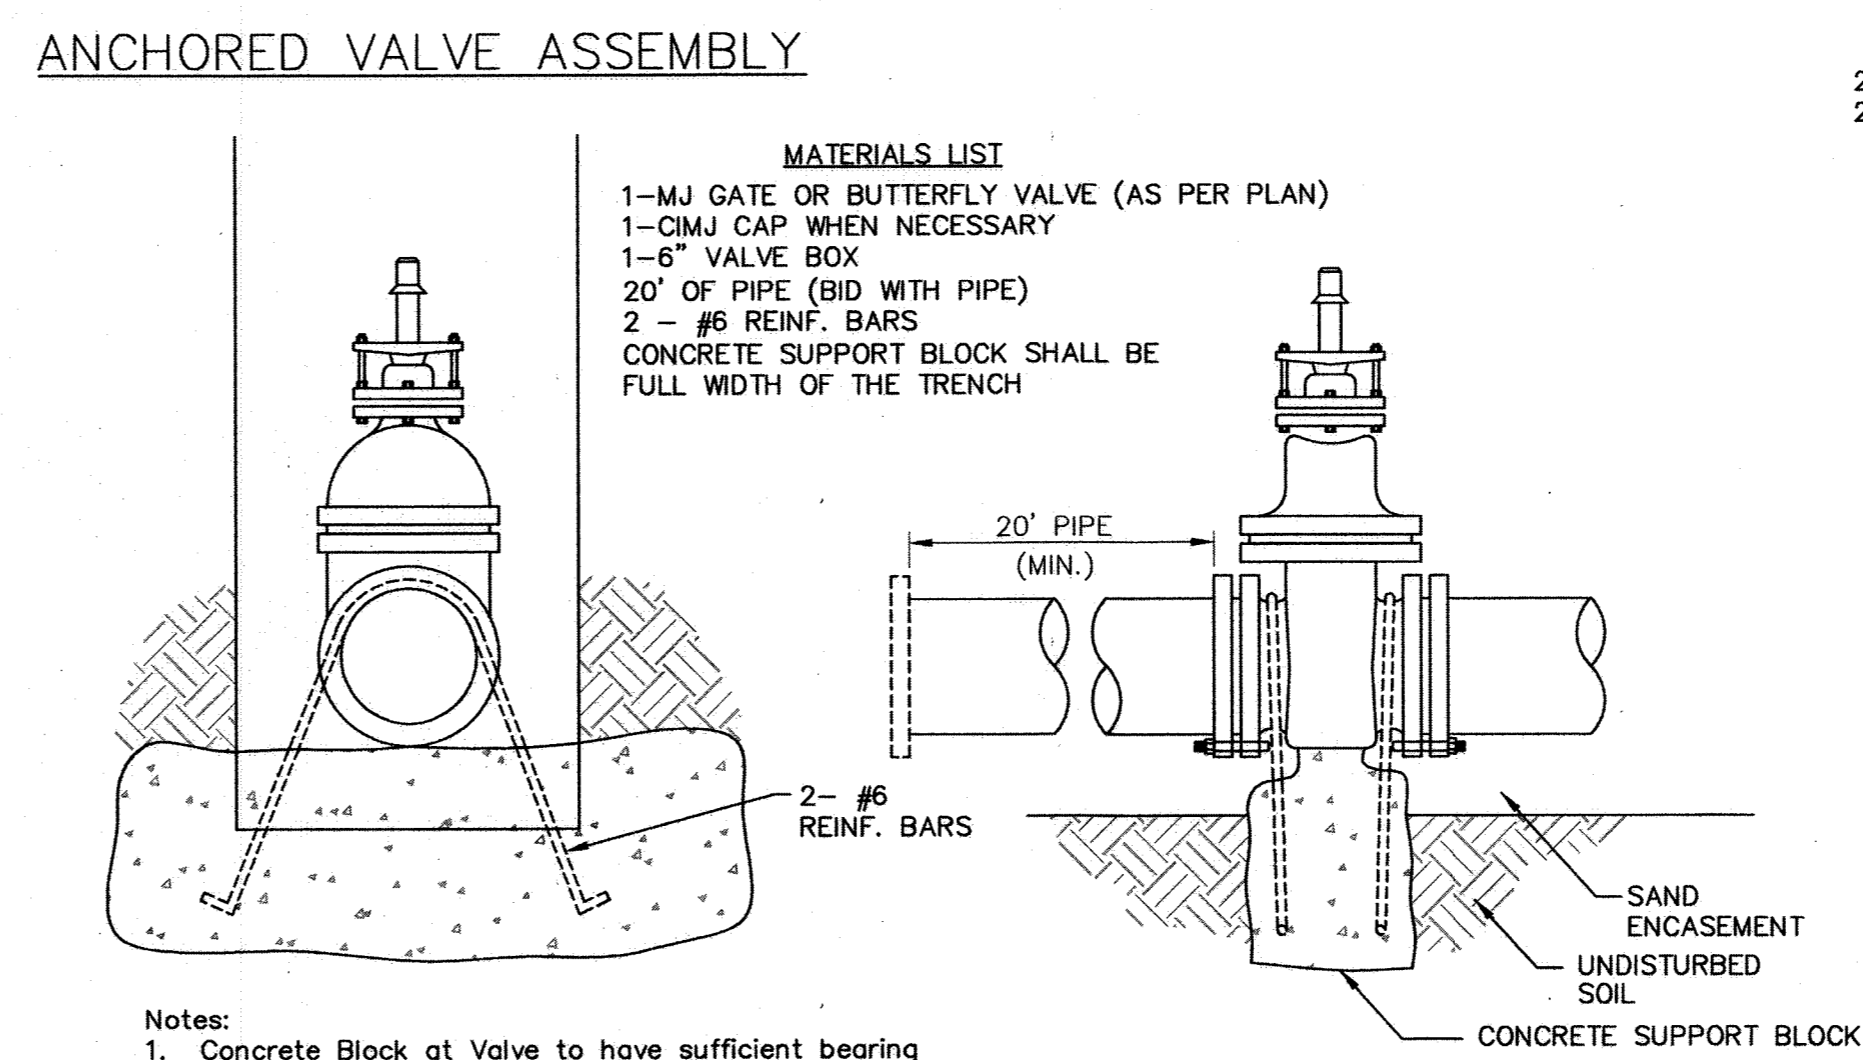 ANCHORED VALVE ASSEMBLY
MATERIALS LIST
1-MJ GATE OR BUTTERFLY VALVE (AS PER PLAN)
1-CIMJ CAP WHEN NECESSARY
1-6" VALVE BOX
20' OF PIPE (BID WITH PIPE)
2 - #6 REINF. BARS
CONCRETE SUPPORT BLOCK SHALL BE
FULL WIDTH OF THE TRENCH
20' PIPE
(MIN.)
2- #6
REINF. BARS
SAND
ENCASEMENT
UNDISTURBED
SOIL
CONCRETE SUPPORT BLOCK
Notes:
1. Concrete Block at Valve to have sufficient bearing
2
2